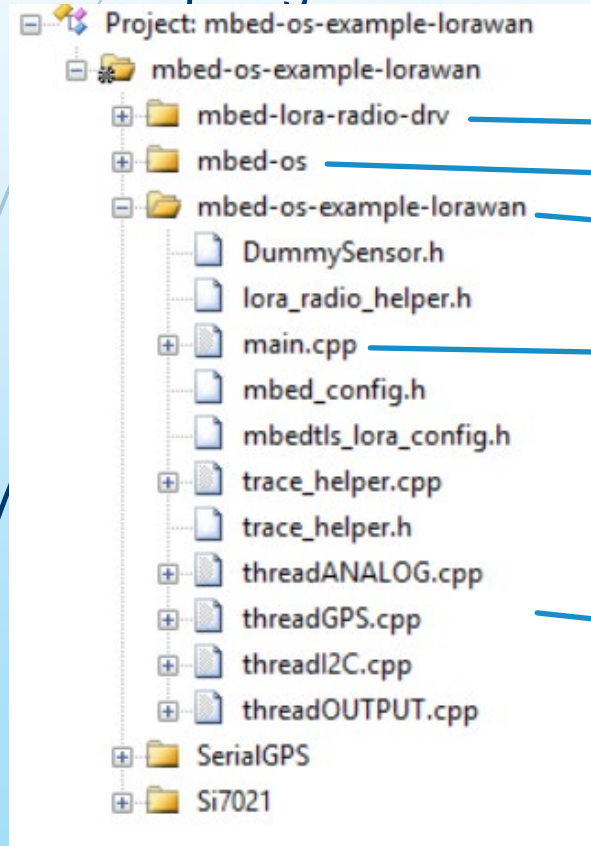 Project: mbed-os-example-lorawan
mbed-os-example-lorawan
mbed-lora-radio-drv
mbed-os
mbed-os-example-lorawan
DummySensor.h
lora_radio_helper.h
main.cpp
mbed_config.h
mbedtls_lora_config.h
trace_helper.cpp
trace_helper.h
threadANALOG.cpp
threadGPS.cpp
threadI2C.cpp
threadOUTPUT.cpp
SerialGPS
Si7021